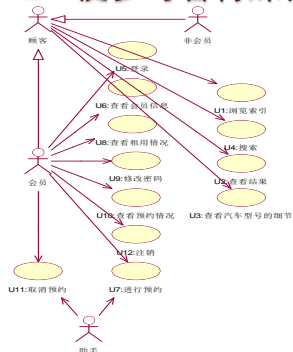 顾客
非会员
U5:登录
U6:查看会员信息
U1:浏览索引
U8:查看租用情况
U4:搜索
U9:修改密码
U2:查看结果
会员
U10:查看预约情况
U3:查看汽车型号的细节
U12:注销
U11:取消预约
U7:进行预约
助手